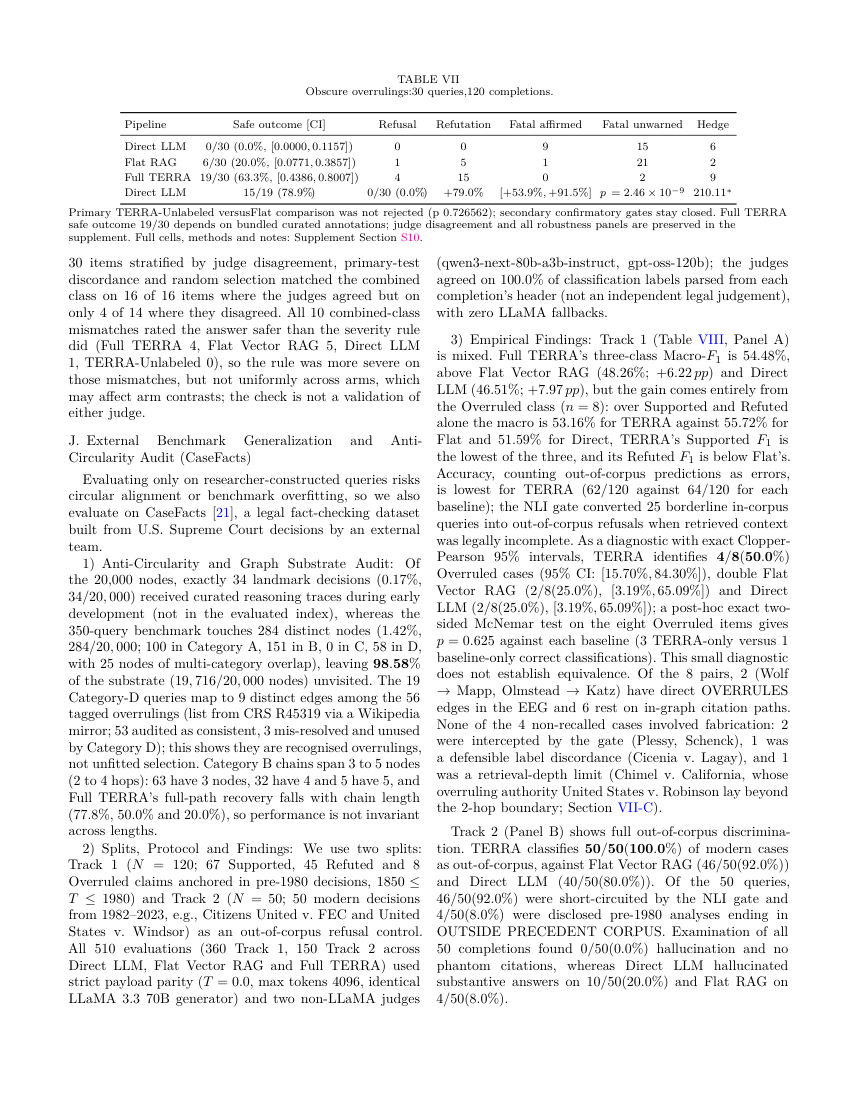 TABLE VII
Obscure overrulings:30 queries,120 completions.
Pipeline Safe outcome [CI] Refusal Refutation Fatal affirmed Fatal unwarned Hedge
Direct LLM 0/30 (0.0%, [0.0000, 0.1157]) 0 0 9 15 6
Flat RAG 6/30 (20.0%, [0.0771, 0.3857]) 1 5 1 21 2
Full TERRA 19/30 (63.3%, [0.4386, 0.8007]) 4 15 0 2 9
Direct LLM 15/19 (78.9%) 0/30 (0.0%) +79.0% [+53.9%, +91.5%] p = 2.46 × 10⁻⁹ 210.11*
Primary TERRA-Unlabeled versusFlat comparison was not rejected (p 0.726562); secondary confirmatory gates stay closed. Full TERRA
safe outcome 19/30 depends on bundled curated annotations; judge disagreement and all robustness panels are preserved in the
supplement. Full cells, methods and notes: Supplement Section S10.
30 items stratified by judge disagreement, primary-test
discordance and random selection matched the combined
class on 16 of 16 items where the judges agreed but on
only 4 of 14 where they disagreed. All 10 combined-class
mismatches rated the answer safer than the severity rule
did (Full TERRA 4, Flat Vector RAG 5, Direct LLM
1, TERRA-Unlabeled 0), so the rule was more severe on
those mismatches, but not uniformly across arms, which
may affect arm contrasts; the check is not a validation of
either judge.
J. External Benchmark Generalization and Anti-
Circularity Audit (CaseFacts)
Evaluating only on researcher-constructed queries risks
circular alignment or benchmark overfitting, so we also
evaluate on CaseFacts [21], a legal fact-checking dataset
built from U.S. Supreme Court decisions by an external
team.
1) Anti-Circularity and Graph Substrate Audit: Of
the 20,000 nodes, exactly 34 landmark decisions (0.17%,
34/20,000) received curated reasoning traces during early
development (not in the evaluated index), whereas the
350-query benchmark touches 284 distinct nodes (1.42%,
284/20,000; 100 in Category A, 151 in B, 0 in C, 58 in D,
with 25 nodes of multi-category overlap), leaving 98.58%
of the substrate (19,716/20,000 nodes) unvisited. The 19
Category-D queries map to 9 distinct edges among the 56
tagged overrulings (list from CRS R45319 via a Wikipedia
mirror; 53 audited as consistent, 3 mis-resolved and unused
by Category D); this shows they are recognised overrulings,
not unfitted selection. Category B chains span 3 to 5 nodes
(2 to 4 hops): 63 have 3 nodes, 32 have 4 and 5 have 5, and
Full TERRA's full-path recovery falls with chain length
(77.8%, 50.0% and 20.0%), so performance is not invariant
across lengths.
2) Splits, Protocol and Findings: We use two splits:
Track 1 (N = 120; 67 Supported, 45 Refuted and 8
Overruled claims anchored in pre-1980 decisions, 1850 ≤
T ≤ 1980) and Track 2 (N = 50; 50 modern decisions
from 1982–2023, e.g., Citizens United v. FEC and United
States v. Windsor) as an out-of-corpus refusal control.
All 510 evaluations (360 Track 1, 150 Track 2 across
Direct LLM, Flat Vector RAG and Full TERRA) used
strict payload parity (T = 0.0, max tokens 4096, identical
LLaMA 3.3 70B generator) and two non-LLaMA judges
(qwen3-next-80b-a3b-instruct, gpt-oss-120b); the judges
agreed on 100.0% of classification labels parsed from each
completion's header (not an independent legal judgement),
with zero LLaMA fallbacks.
3) Empirical Findings: Track 1 (Table VIII, Panel A)
is mixed. Full TERRA's three-class Macro-F₁ is 54.48%,
above Flat Vector RAG (48.26%; +6.22 pp) and Direct
LLM (46.51%; +7.97 pp), but the gain comes entirely from
the Overruled class (n = 8): over Supported and Refuted
alone the macro is 53.16% for TERRA against 55.72% for
Flat and 51.59% for Direct, TERRA's Supported F₁ is
the lowest of the three, and its Refuted F₁ is below Flat's.
Accuracy, counting out-of-corpus predictions as errors,
is lowest for TERRA (62/120 against 64/120 for each
baseline); the NLI gate converted 25 borderline in-corpus
queries into out-of-corpus refusals when retrieved context
was legally incomplete. As a diagnostic with exact Clopper-
Pearson 95% intervals, TERRA identifies 4/8(50.0%)
Overruled cases (95% CI: [15.70%, 84.30%]), double Flat
Vector RAG (2/8(25.0%), [3.19%, 65.09%]) and Direct
LLM (2/8(25.0%), [3.19%, 65.09%]); a post-hoc exact two-
sided McNemar test on the eight Overruled items gives
p = 0.625 against each baseline (3 TERRA-only versus 1
baseline-only correct classifications). This small diagnostic
does not establish equivalence. Of the 8 pairs, 2 (Wolf
→ Mapp, Olmstead → Katz) have direct OVERRULES
edges in the EEG and 6 rest on in-graph citation paths.
None of the 4 non-recalled cases involved fabrication: 2
were intercepted by the gate (Plessy, Schenck), 1 was
a defensible label discordance (Cicenia v. Lagay), and 1
was a retrieval-depth limit (Chimel v. California, whose
overruling authority United States v. Robinson lay beyond
the 2-hop boundary; Section VII-C).
Track 2 (Panel B) shows full out-of-corpus discrimina-
tion. TERRA classifies 50/50(100.0%) of modern cases
as out-of-corpus, against Flat Vector RAG (46/50(92.0%))
and Direct LLM (40/50(80.0%)). Of the 50 queries,
46/50(92.0%) were short-circuited by the NLI gate and
4/50(8.0%) were disclosed pre-1980 analyses ending in
OUTSIDE PRECEDENT CORPUS. Examination of all
50 completions found 0/50(0.0%) hallucination and no
phantom citations, whereas Direct LLM hallucinated
substantive answers on 10/50(20.0%) and Flat RAG on
4/50(8.0%).